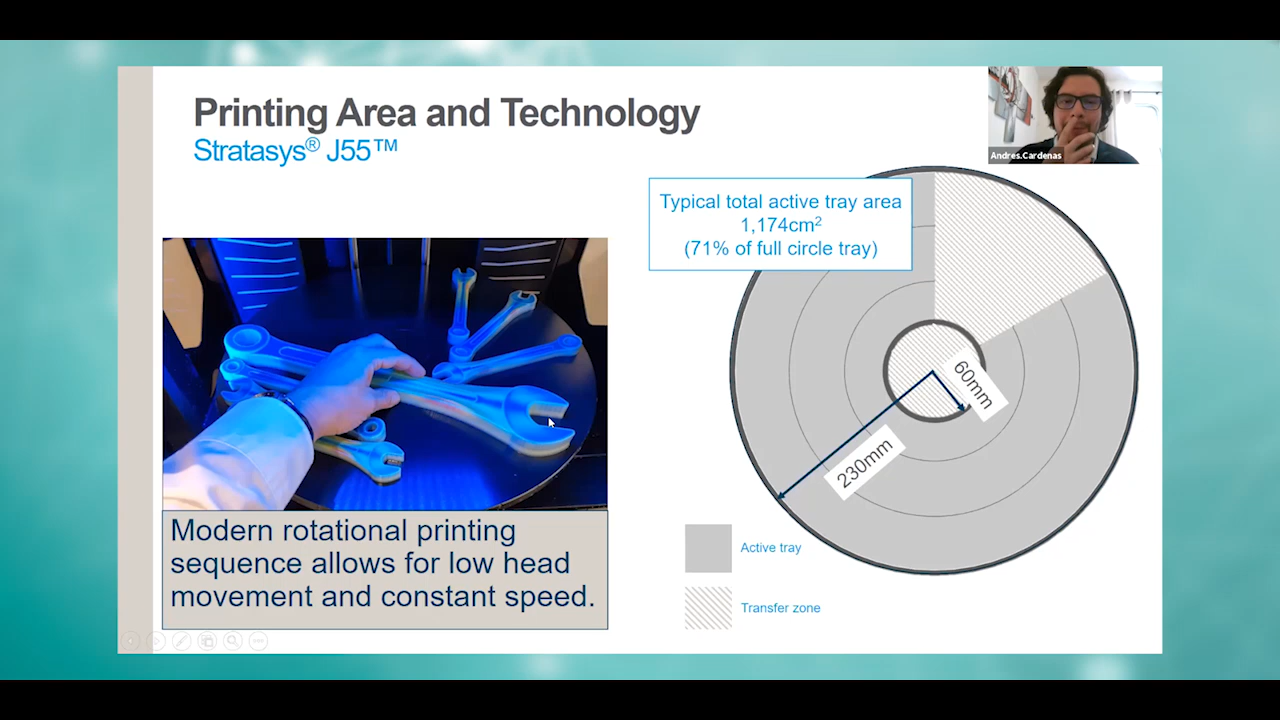 Printing Area and Technology
Stratasys® J55™
Andres.Cardenas
Typical total active tray area
1,174cm²
(71% of full circle tray)
60mm
230mm
Modern rotational printing
sequence allows for low head
movement and constant speed.
Active tray
Transfer zone